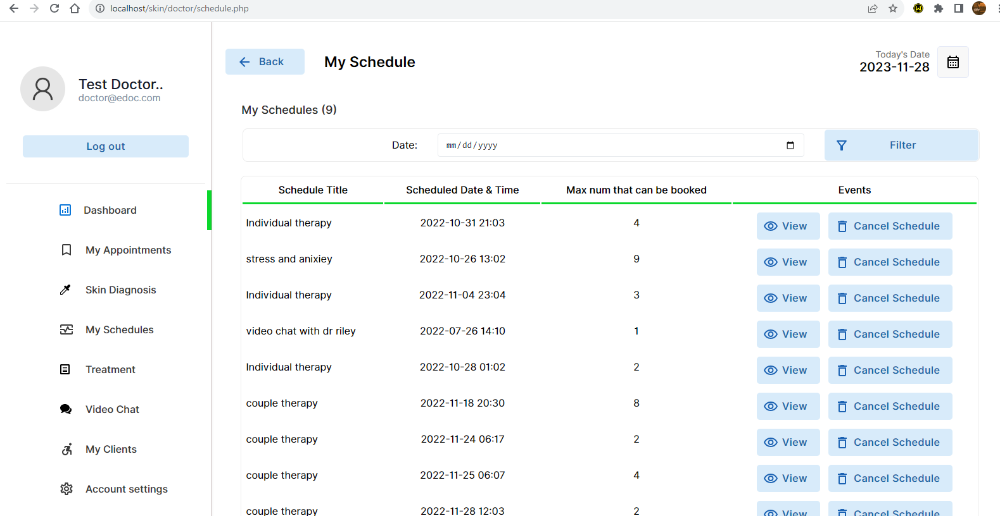 localhost/skin/doctor/schedule.php
Test Doctor..
doctor@edoc.com
Log out
Dashboard
My Appointments
Skin Diagnosis
My Schedules
Treatment
Video Chat
My Clients
Account settings
Back
My Schedule
Today's Date
2023-11-28
My Schedules (9)
Date: mm/dd/yyyy Filter
Schedule Title Scheduled Date & Time Max num that can be booked Events
Individual therapy 2022-10-31 21:03 4 View Cancel Schedule
stress and anixiey 2022-10-26 13:02 9 View Cancel Schedule
Individual therapy 2022-11-04 23:04 3 View Cancel Schedule
video chat with dr riley 2022-07-26 14:10 1 View Cancel Schedule
Individual therapy 2022-10-28 01:02 2 View Cancel Schedule
couple therapy 2022-11-18 20:30 8 View Cancel Schedule
couple therapy 2022-11-24 06:17 2 View Cancel Schedule
couple therapy 2022-11-25 06:07 4 View Cancel Schedule
couple therapy 2022-11-28 12:03 2 View Cancel Schedule